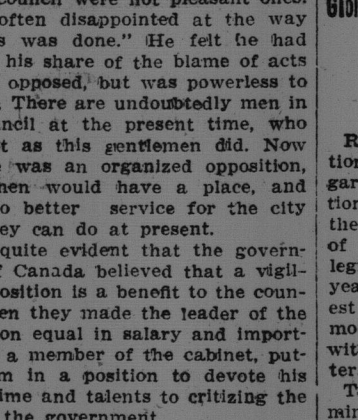 council were not pleasant ones.
often disappointed at the way
s was done." He felt he had
his share of the blame of acts
opposed, but was powerless to
. There are undoubtedly men in
ncil at the present time, who
t as this gentlemen did. Now
was an organized opposition,
hen would have a place, and
o better service for the city
ey can do at present.
quite evident that the govern-
f Canada believed that a vigil-
osition is a benefit to the coun-
en they made the leader of the
on equal in salary and import-
a member of the cabinet, put-
m in a position to devote his
ime and talents to critizing the
the government.
R
tion
gar
tion
the
of
leg
yea
est
mo
wit
ter
T